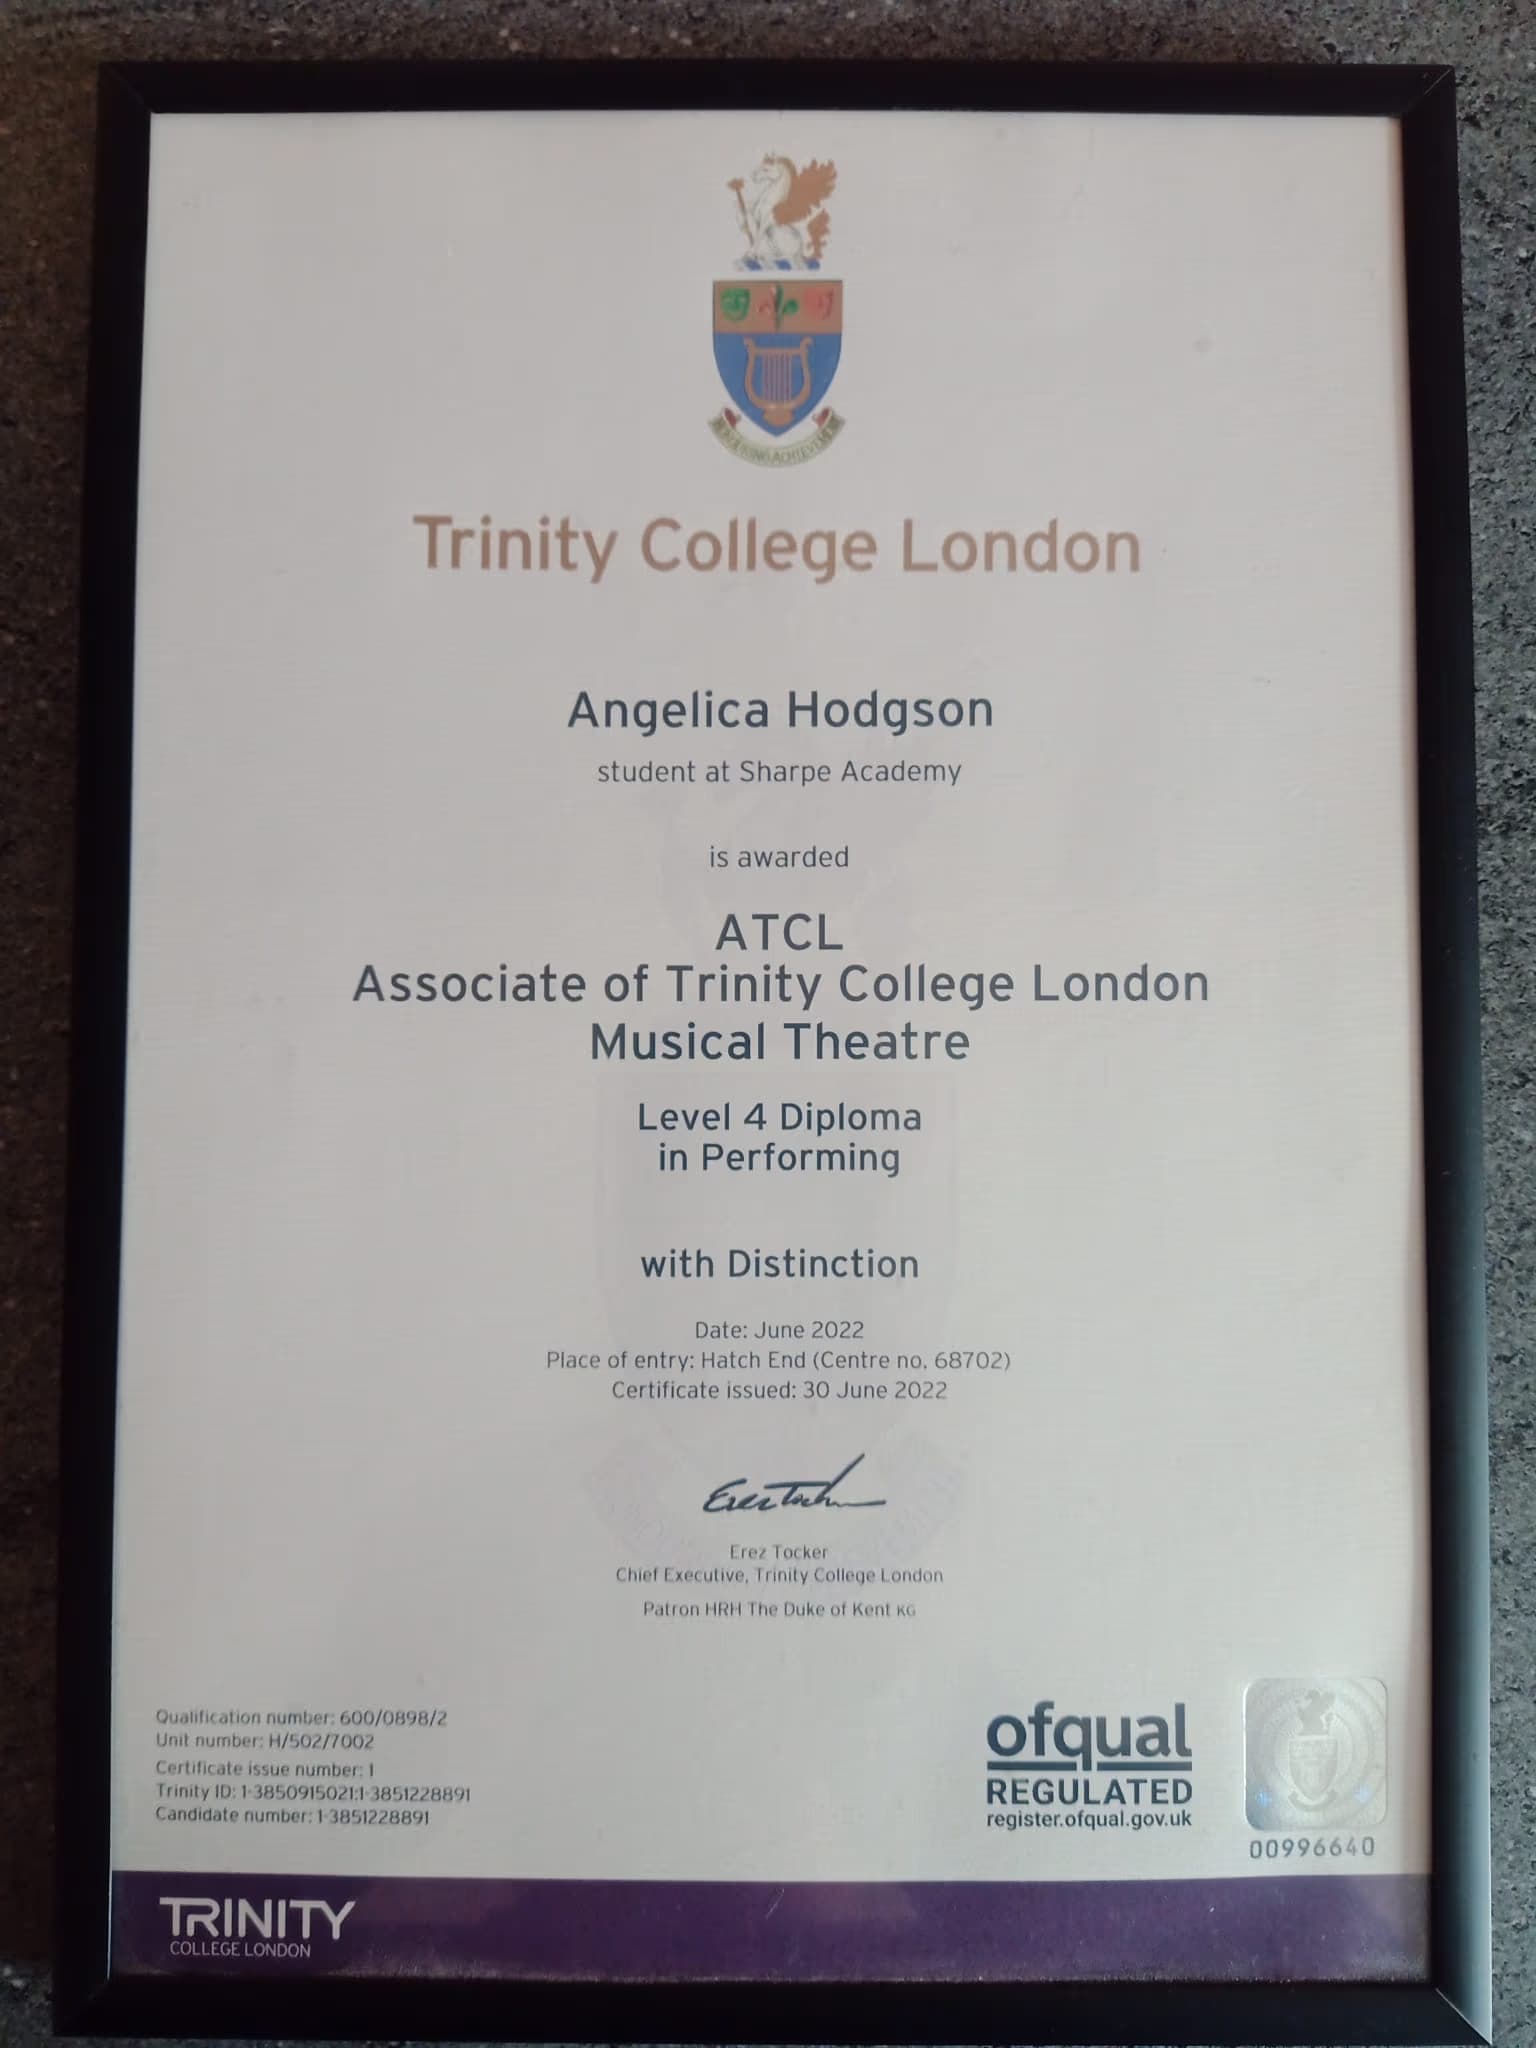 Trinity College London
Angelica Hodgson
student at Sharpe Academy
is awarded
ATCL
Associate of Trinity College London
Musical Theatre
Level 4 Diploma
in Performing
with Distinction
Date: June 2022
Place of entry: Hatch End (Centre no. 68702)
Certificate issued: 30 June 2022
Erez Tocker
Erez Tocker
Chief Executive, Trinity College London
Patron HRH The Duke of Kent KG
Qualification number: 600/0898/2
Unit number: H/502/7002
Certificate issue number: 1
Trinity ID: 1-3850915021:1-3851228891
Candidate number: 1-3851228891
ofqual
REGULATED
register.ofqual.gov.uk
00996640
TRINITY
COLLEGE LONDON